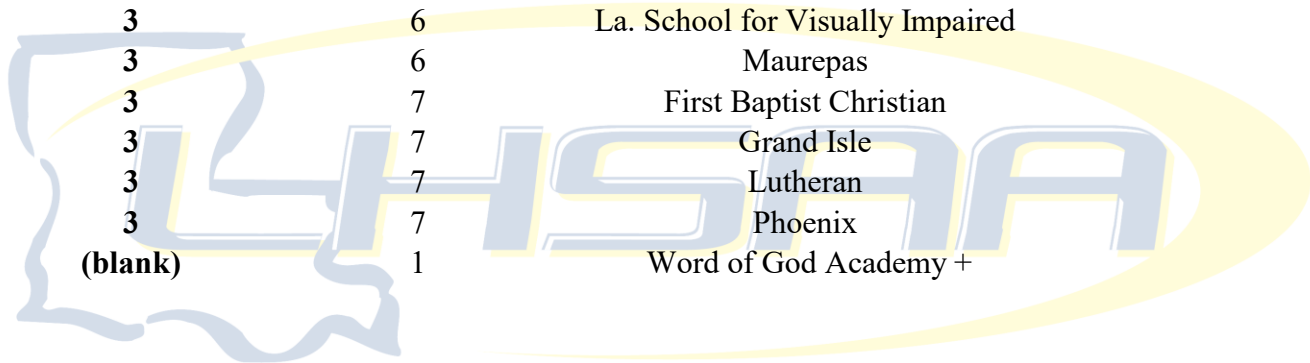 3 6 La. School for Visually Impaired
3 6 Maurepas
3 7 First Baptist Christian
3 7 Grand Isle
3 7 Lutheran
3 7 Phoenix
(blank) 1 Word of God Academy +
LHSAA